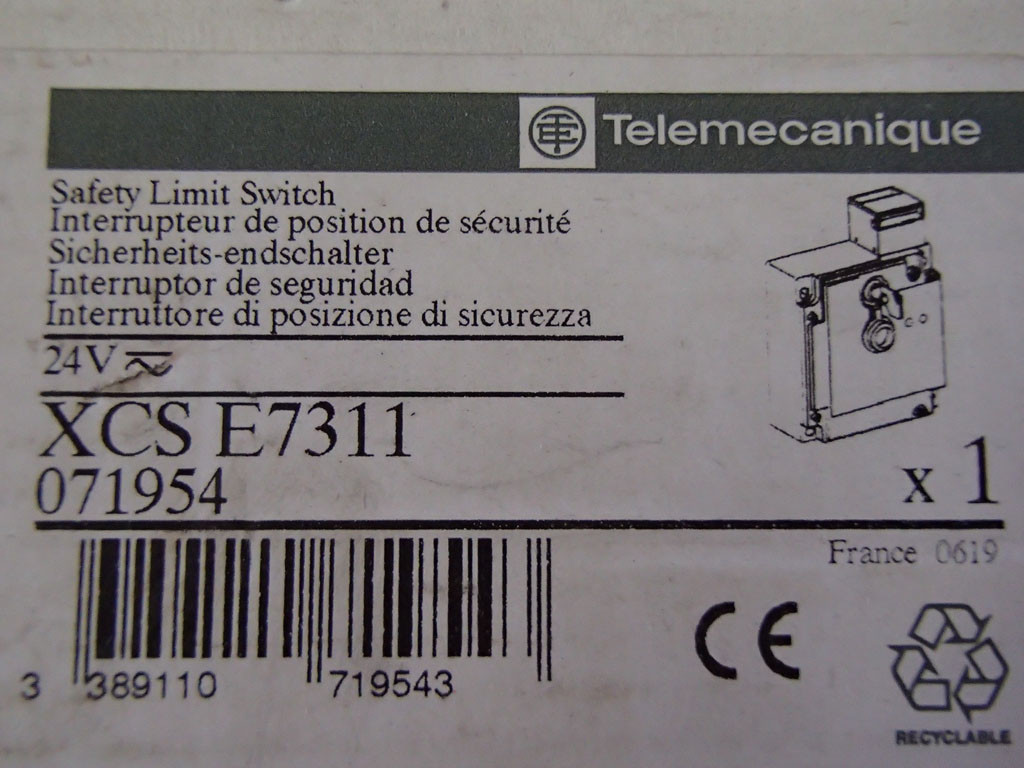 Telemecanique
Safety Limit Switch
Interrupteur de position de sécurité
Sicherheits-endschalter
Interruptor de seguridad
Interruttore di posizione di sicurezza
24V
XCS E7311
071954
x 1
France 0619
3 389110 719543
CE
RECYCLABLE